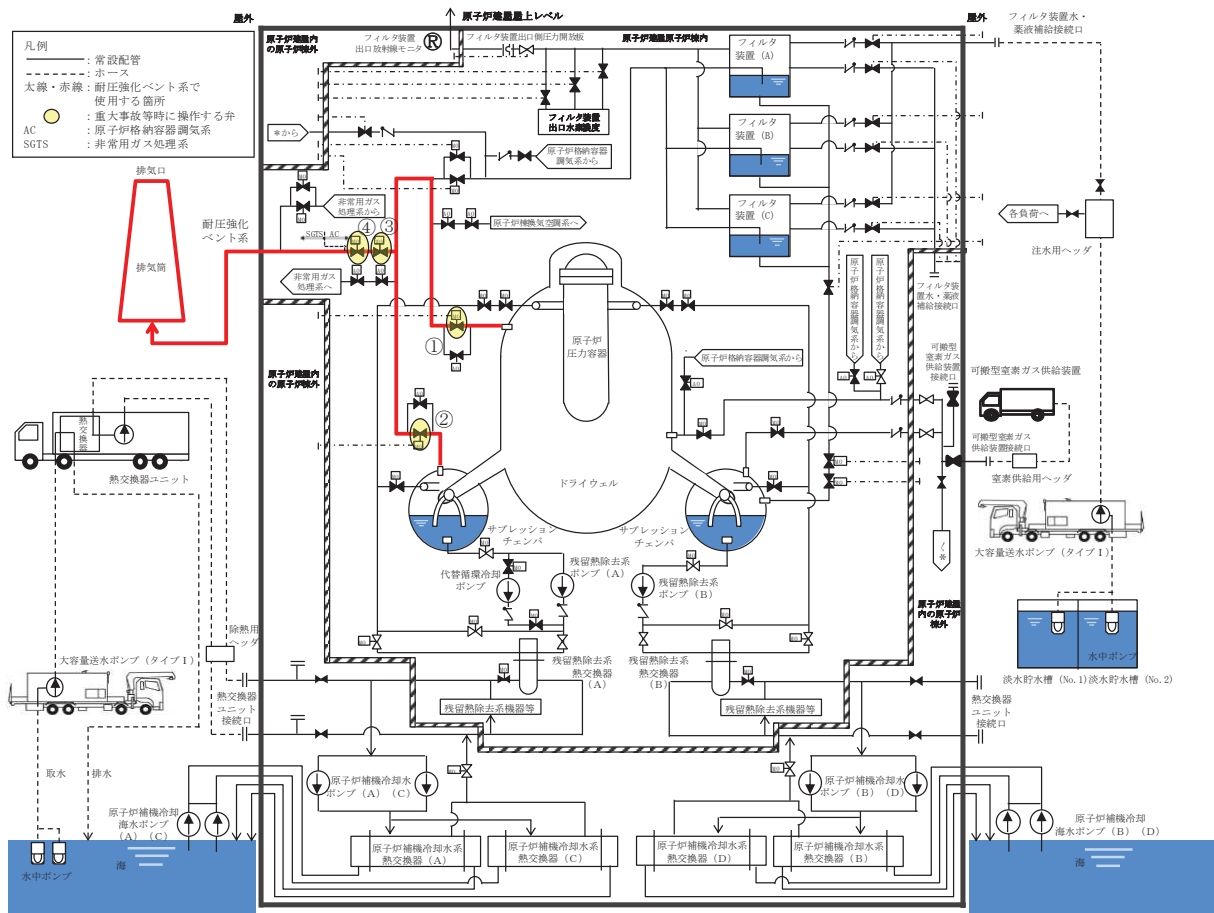 屋外
原子炉建屋屋上レベル
屋外
フィルタ装置水・
薬液補給接続口
凡例
:常設配管
:ホース
太線・赤線:耐圧強化ベント系で
使用する箇所
:重大事故等時に操作する弁
AC :原子炉格納容器調気系
SGTS :非常用ガス処理系
原子炉建屋内
の原子炉棟外
フィルタ装置
出口放射線モニタ
R
フィルタ装置出口側圧力開放板
原子炉建屋原子炉棟内
フィルタ
装置(A)
フィルタ
装置(B)
フィルタ
装置(C)
フィルタ装置
出口水素濃度
*から
原子炉格納容器
調気系から
排気口
排気筒
耐圧強化
ベント系
非常用ガス
処理系から
SGTS AC
④
③
非常用ガス
処理系へ
原子炉棟換気空調系へ
各負荷へ
注水用ヘッダ
原子炉格納容器調気系から
原子炉格納容器調気系から
フィルタ装
置水・薬液
補給接続口
①
②
原子炉
圧力容器
原子炉格納容器調気系から
可搬型
窒素ガス
供給装置
接続口
可搬型窒素ガス供給装置
可搬型窒素ガス
供給装置接続口
窒素供給用ヘッダ
原子炉建屋内
の原子炉棟外
熱交換器
熱交換器ユニット
ドライウェル
サプレッション
チェンバ
サプレッション
チェンバ
大容量送水ポンプ(タイプⅠ)
*へ
代替循環冷却
ポンプ
残留熱除去系
ポンプ(A)
残留熱除去系
ポンプ(B)
原子炉建屋
内の原子炉
棟外
水中ポンプ
淡水貯水槽(No.1)淡水貯水槽(No.2)
除熱用
ヘッダ
大容量送水ポンプ(タイプⅠ)
残留熱除去系
熱交換器
(A)
残留熱除去系
熱交換器
(B)
熱交換器
ユニット
接続口
熱交換器
ユニット
接続口
残留熱除去系機器等
残留熱除去系機器等
取水
排水
原子炉補機冷却水
ポンプ(A)(C)
原子炉補機冷却水
ポンプ(B)(D)
原子炉補機冷却
海水ポンプ
(A)(C)
原子炉補機冷却
海水ポンプ(B)(D)
原子炉補機冷却水系
熱交換器(A)
原子炉補機冷却水系
熱交換器(C)
原子炉補機冷却水系
熱交換器(D)
原子炉補機冷却水系
熱交換器(B)
水中ポンプ
海
海